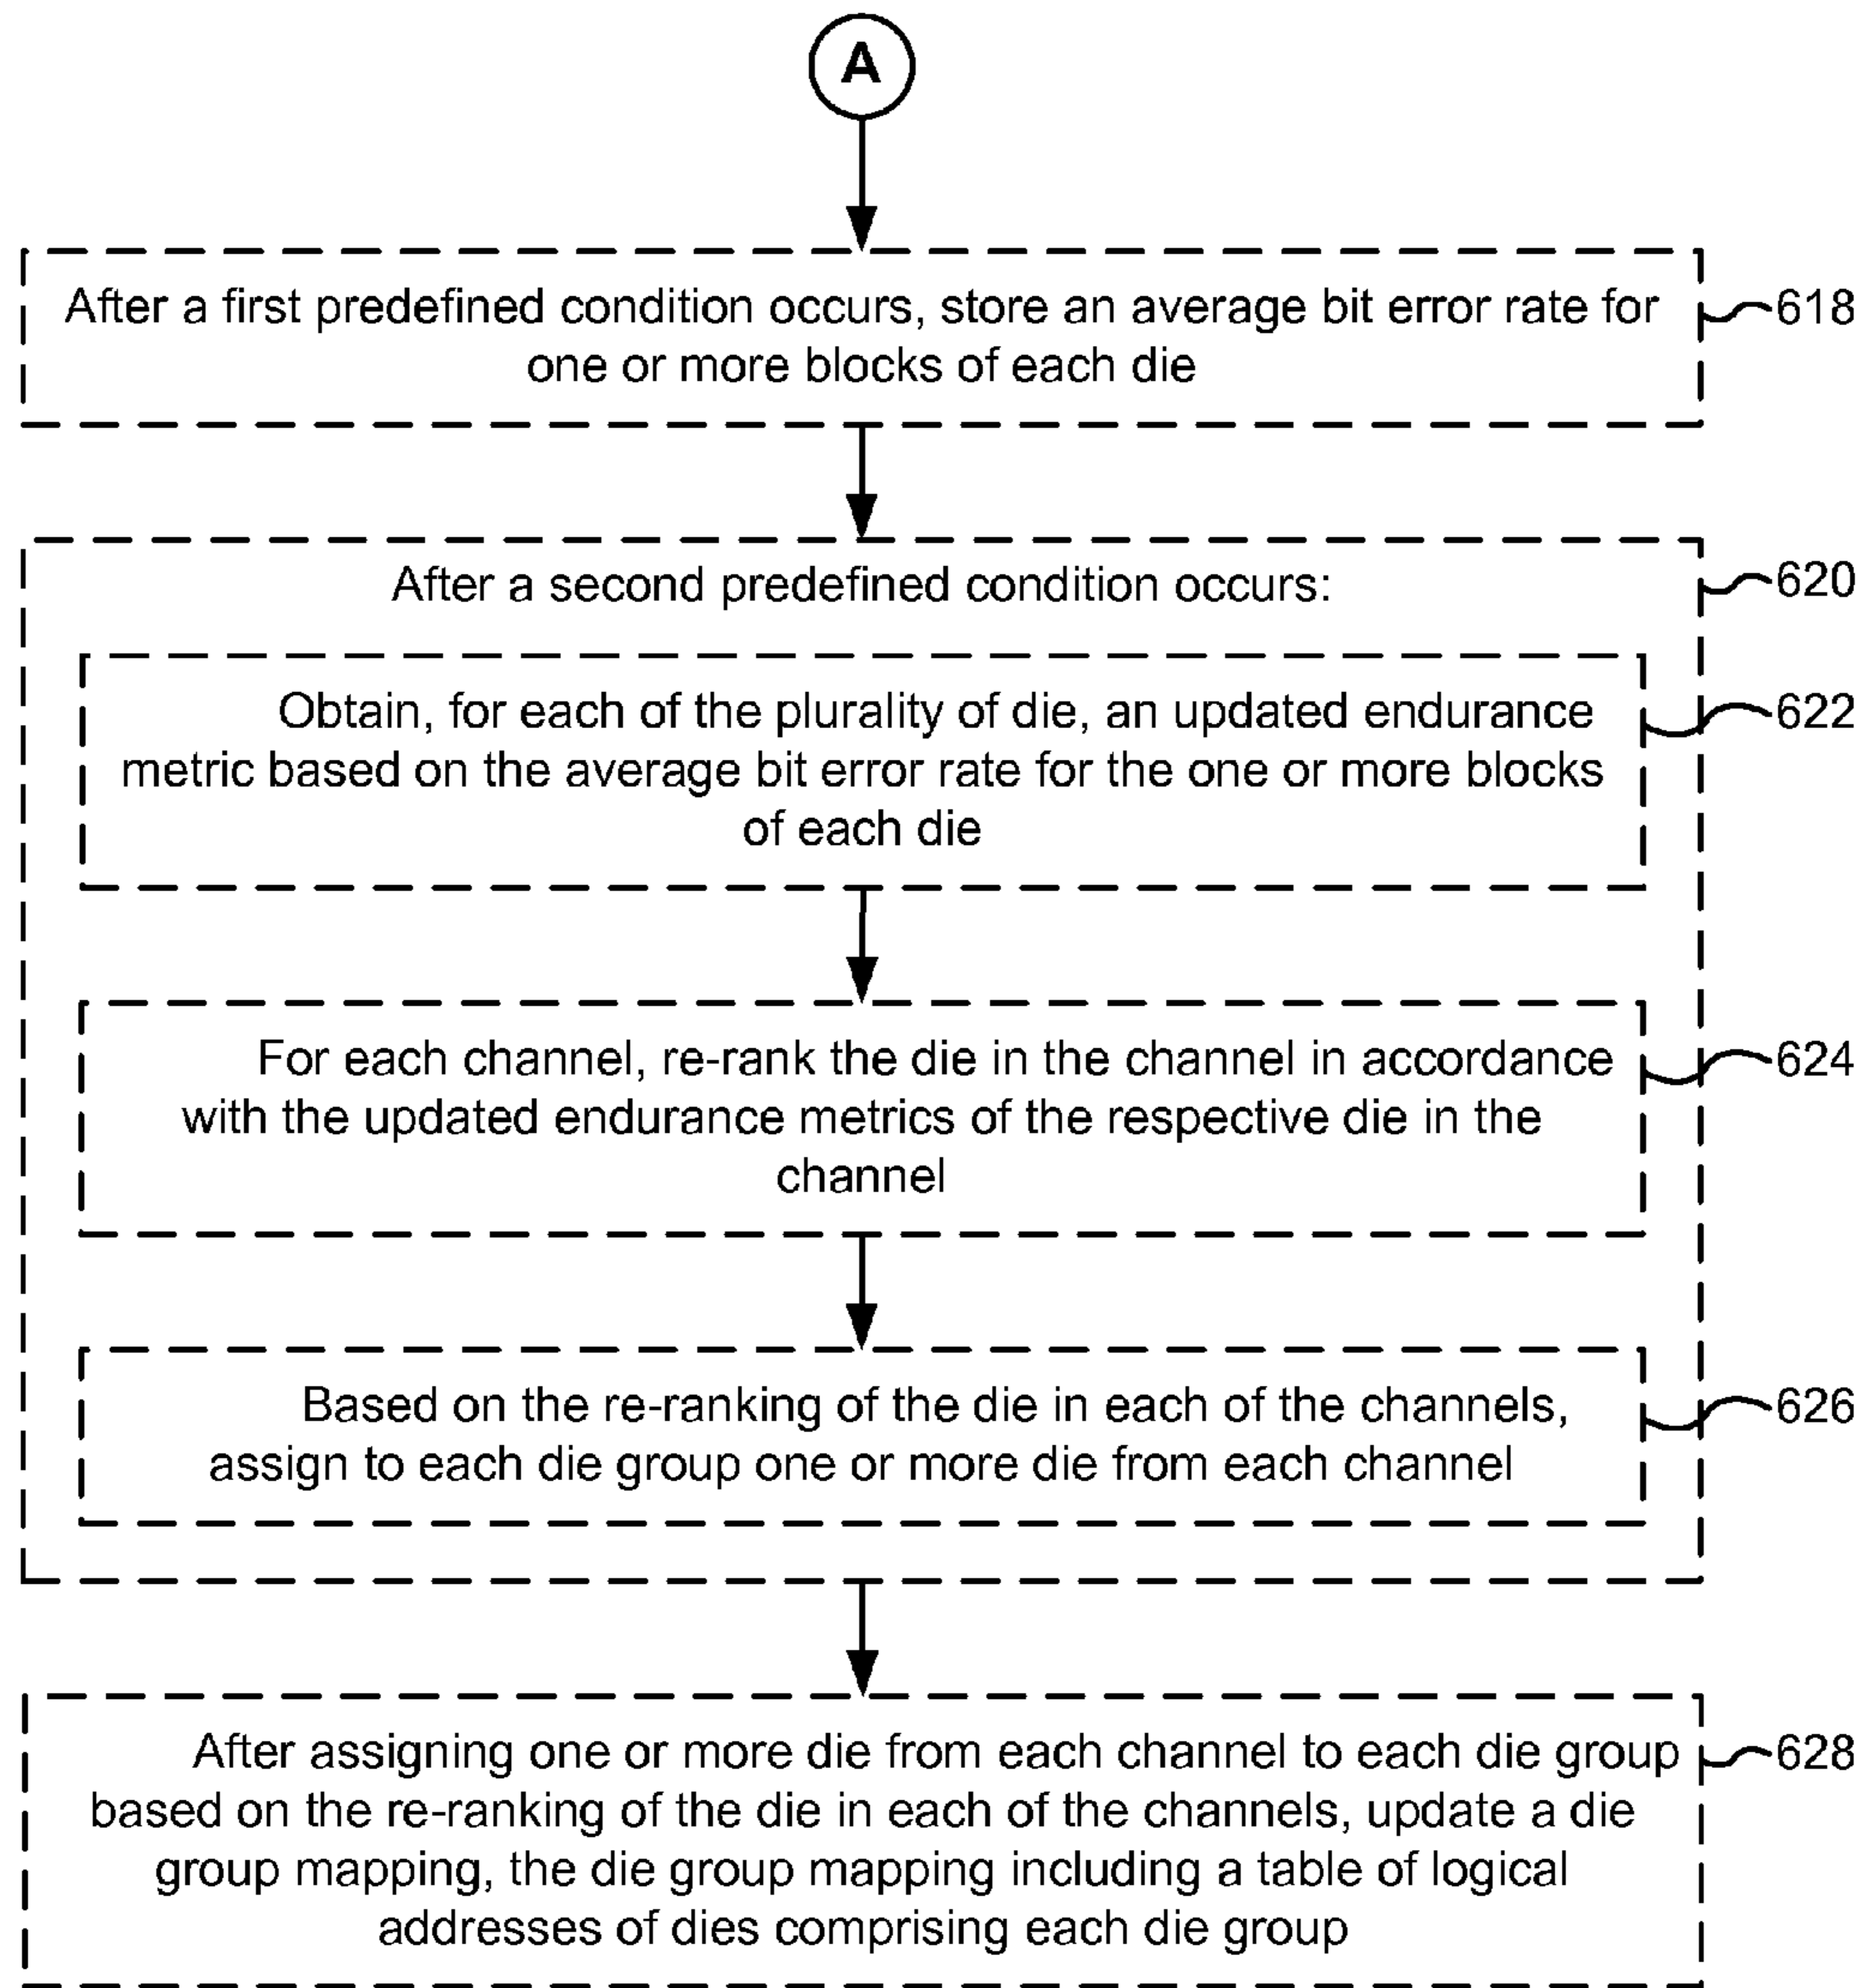 A
After a first predefined condition occurs, store an average bit error rate for
one or more blocks of each die
618
After a second predefined condition occurs:
620
Obtain, for each of the plurality of die, an updated endurance
metric based on the average bit error rate for the one or more blocks
of each die
622
For each channel, re-rank the die in the channel in accordance
with the updated endurance metrics of the respective die in the
channel
624
Based on the re-ranking of the die in each of the channels,
assign to each die group one or more die from each channel
626
After assigning one or more die from each channel to each die group
based on the re-ranking of the die in each of the channels, update a die
group mapping, the die group mapping including a table of logical
addresses of dies comprising each die group
628